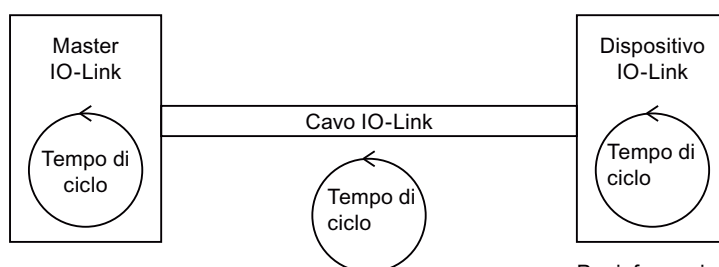 Master
IO-Link
Dispositivo
IO-Link
Cavo IO-Link
Tempo di
ciclo
Tempo di
ciclo
Tempo di
ciclo